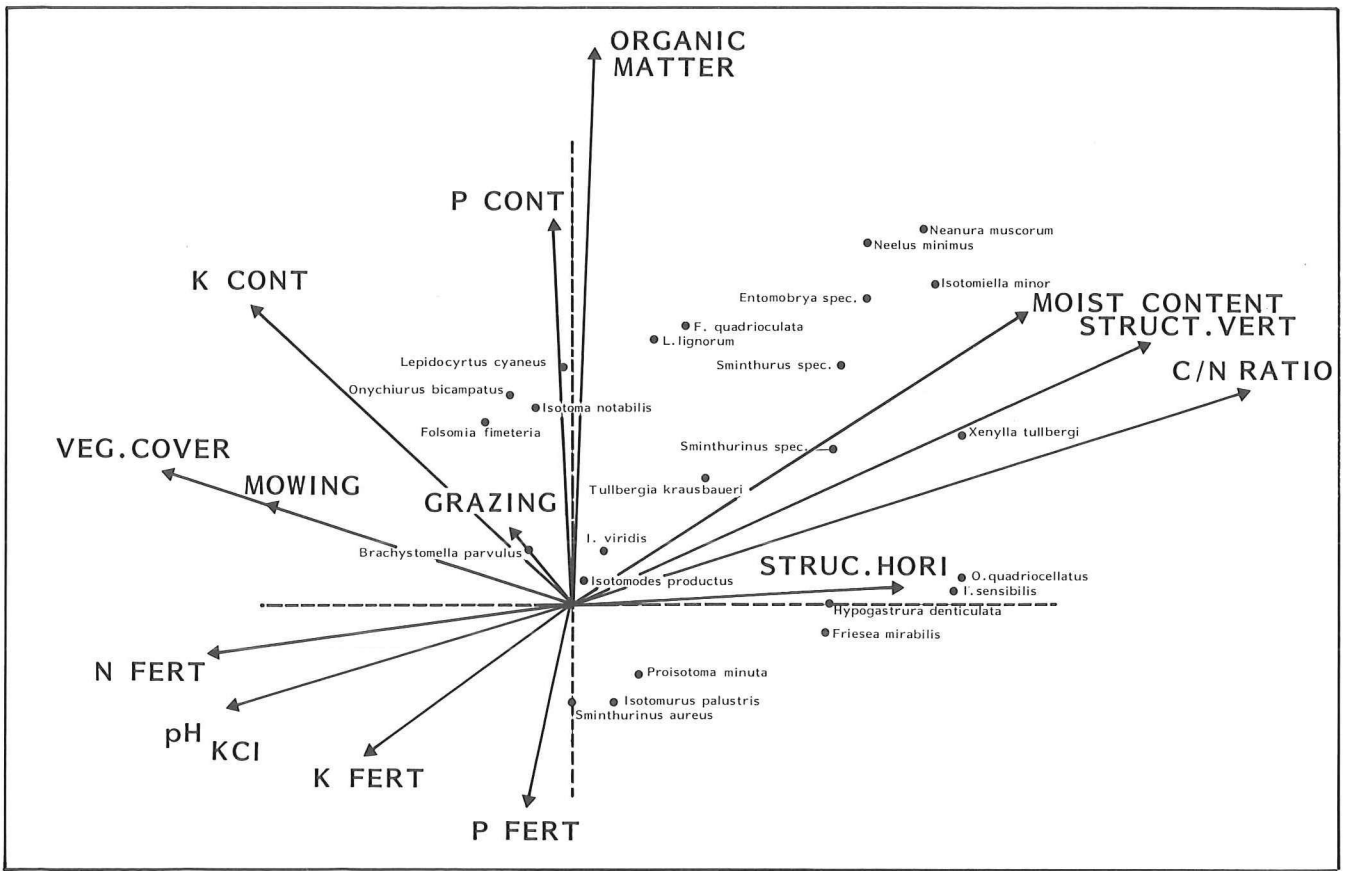 ORGANIC
MATTER
P CONT
Neanura muscorum
Neelus minimus
K CONT
Isotomiella minor
Entomobrya spec.
MOIST CONTENT
STRUCT.VERT
F. quadrioculata
L.lignorum
Lepidocyrtus cyaneus
Sminthurus spec.
C/N RATIO
Onychiurus bicampatus
Isotoma notabilis
Folsomia fimeteria
Xenylla tullbergi
VEG.COVER
Sminthurinus spec.
MOWING
Tullbergia krausbaueri
GRAZING
I. viridis
Brachystomella parvulus
STRUC.HORI
Isotomodes productus
O.quadriocellatus
I.sensibilis
Hypogastrura denticulata
Friesea mirabilis
N FERT
Proisotoma minuta
Isotomurus palustris
Sminthurinus aureus
pH KCl
K FERT
P FERT